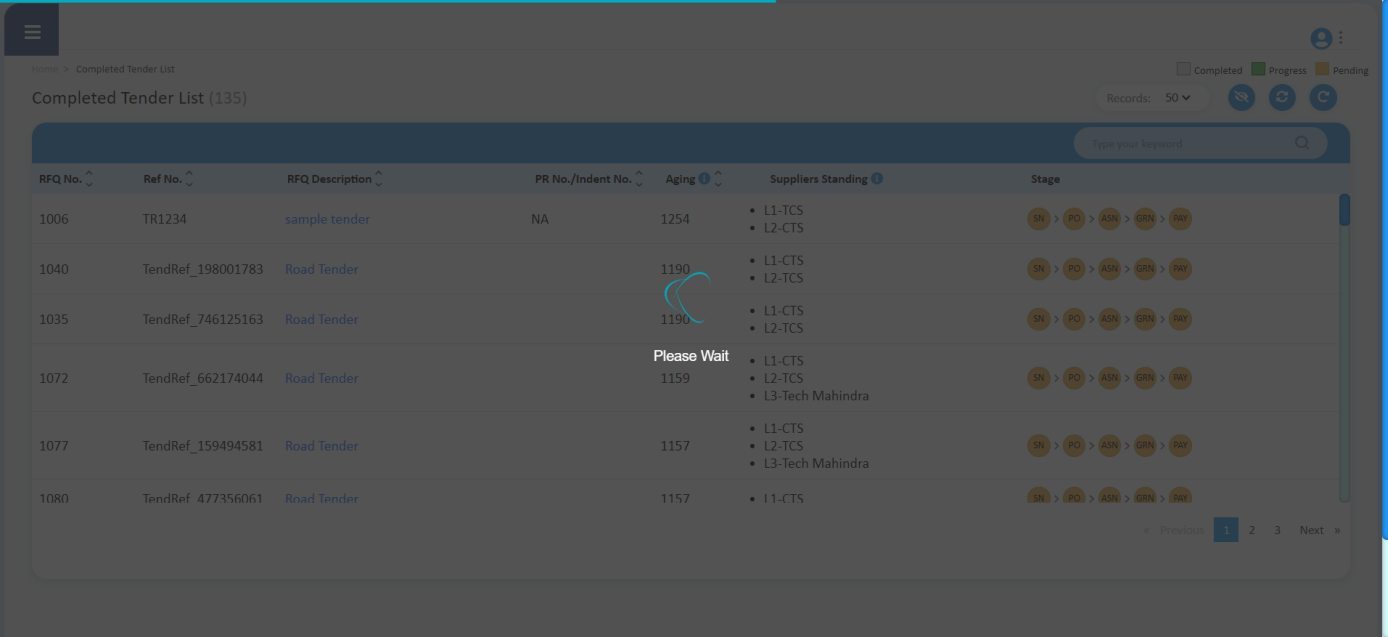 Home > Completed Tender List
Completed Progress Pending
Completed Tender List (135)
Records: 50
Type your keyword
RFQ No. Ref No. RFQ Description PR No./Indent No. Aging Suppliers Standing Stage
1006 TR1234 sample tender NA 1254 • L1-TCS SN > PO > ASN > GRN > PAY
• L2-CTS
1040 TendRef_198001783 Road Tender 1190 • L1-CTS SN > PO > ASN > GRN > PAY
• L2-TCS
1035 TendRef_746125163 Road Tender 1190 • L1-CTS SN > PO > ASN > GRN > PAY
• L2-TCS
Please Wait
1072 TendRef_662174044 Road Tender 1159 • L1-CTS SN > PO > ASN > GRN > PAY
• L2-TCS
• L3-Tech Mahindra
1077 TendRef_159494581 Road Tender 1157 • L1-CTS SN > PO > ASN > GRN > PAY
• L2-TCS
• L3-Tech Mahindra
1080 TendRef_477356061 Road Tender 1157 • L1-CTS SN > PO > ASN > GRN > PAY
« Previous 1 2 3 Next »